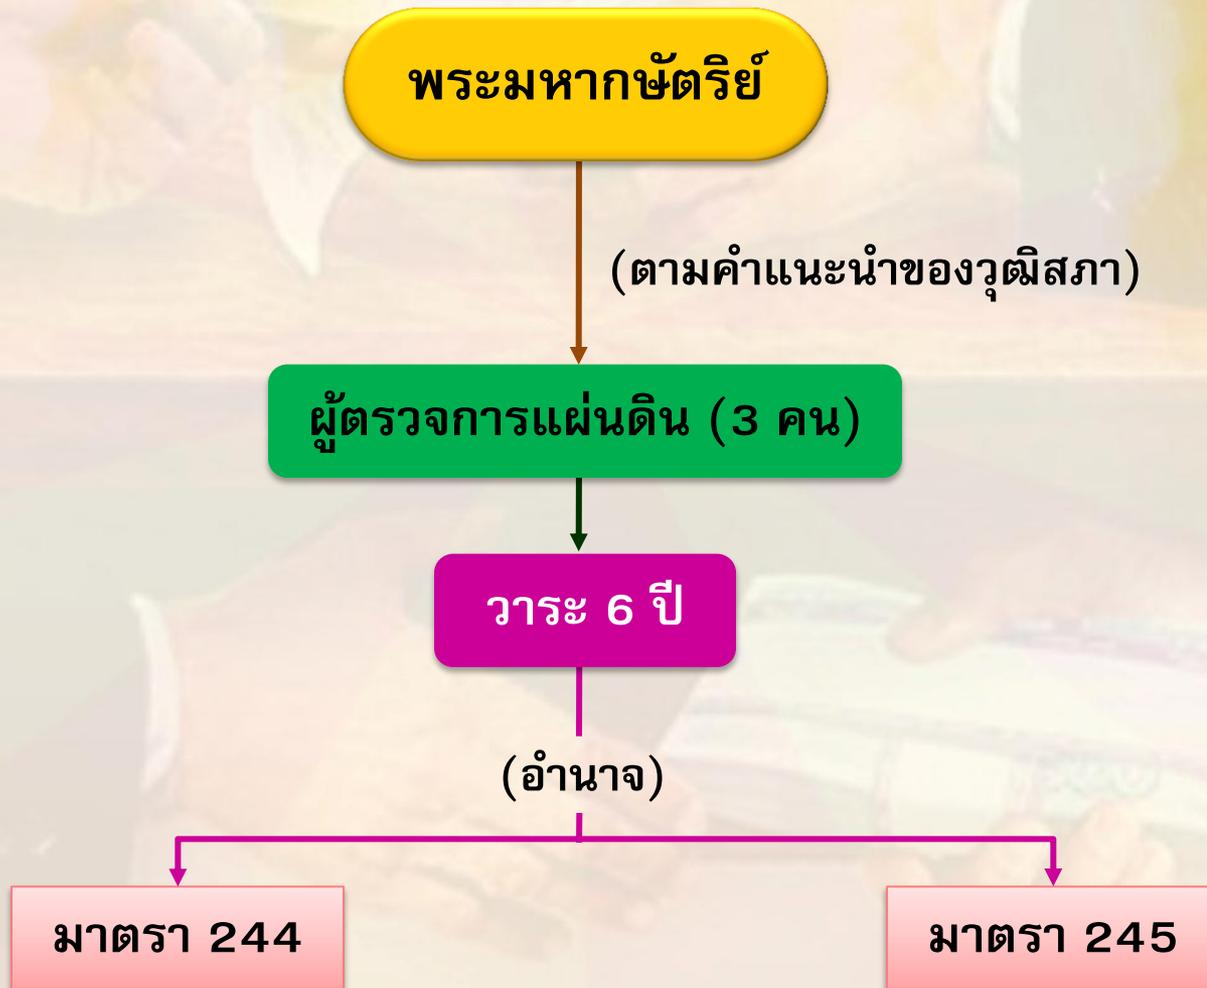 พระมหากษัตริย์
(ตามคำแนะนำของวุฒิสภา)
ผู้ตรวจการแผ่นดิน (3 คน)
วาระ 6 ปี
(อำนาจ)
มาตรา 244
มาตรา 245